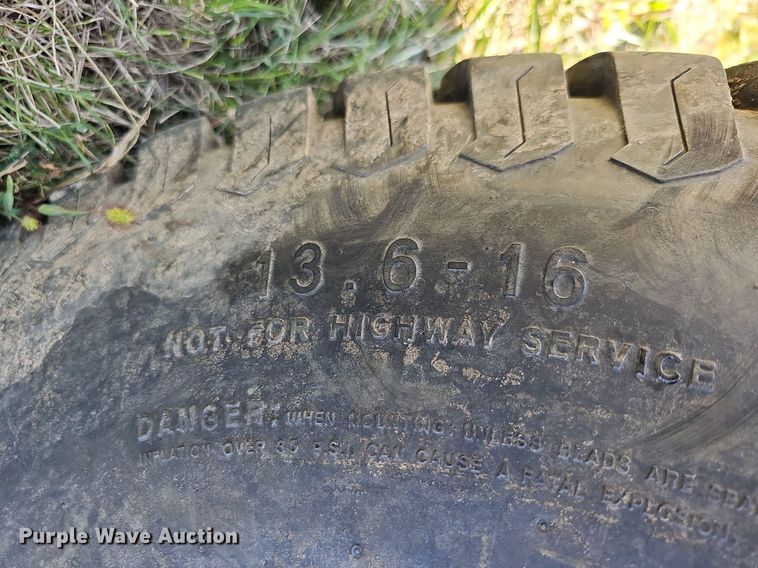 13.6-16
NOT FOR HIGHWAY SERVICE
DANGER: WHEN MOUNTING, UNLESS BEADS ARE
INFLATION OVER 35 P.S.I. CAN CAUSE A FATAL EXPLOSION.
Purple Wave Auction®